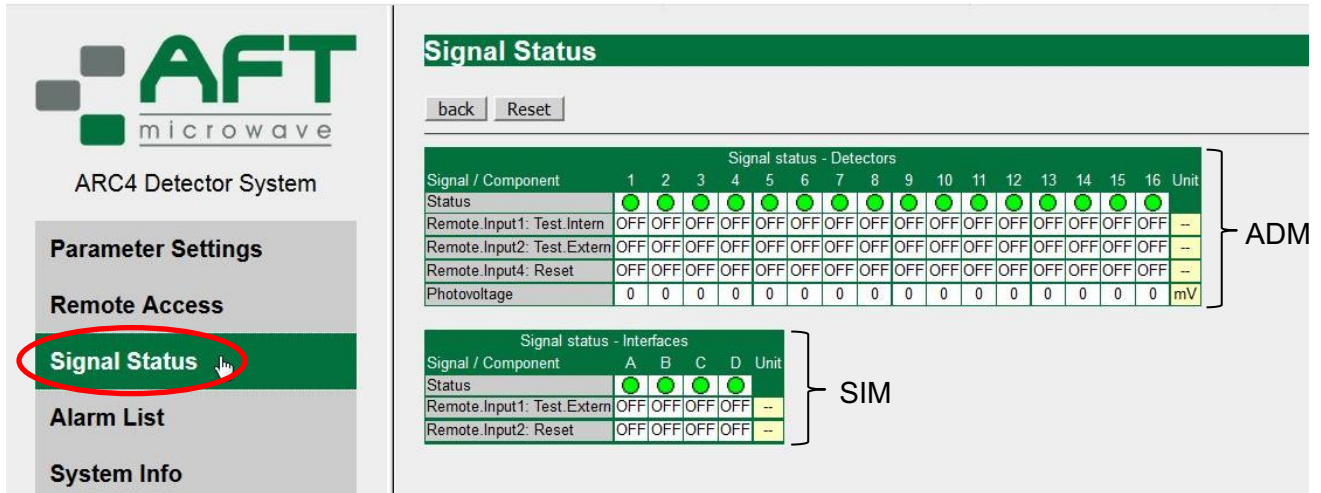 AFT
microwave
ARC4 Detector System
Parameter Settings
Remote Access
Signal Status
Alarm List
System Info
Signal Status
back Reset
Signal status - Detectors
Signal / Component 1 2 3 4 5 6 7 8 9 10 11 12 13 14 15 16 Unit
Status
Remote.Input1: Test.Intern OFF OFF OFF OFF OFF OFF OFF OFF OFF OFF OFF OFF OFF OFF OFF OFF --
Remote.Input2: Test.Extern OFF OFF OFF OFF OFF OFF OFF OFF OFF OFF OFF OFF OFF OFF OFF OFF --
Remote.Input4: Reset OFF OFF OFF OFF OFF OFF OFF OFF OFF OFF OFF OFF OFF OFF OFF OFF --
Photovoltage 0 0 0 0 0 0 0 0 0 0 0 0 0 0 0 0 mV
ADM
Signal status - Interfaces
Signal / Component A B C D Unit
Status
Remote.Input1: Test.Extern OFF OFF OFF OFF --
Remote.Input2: Reset OFF OFF OFF OFF --
SIM